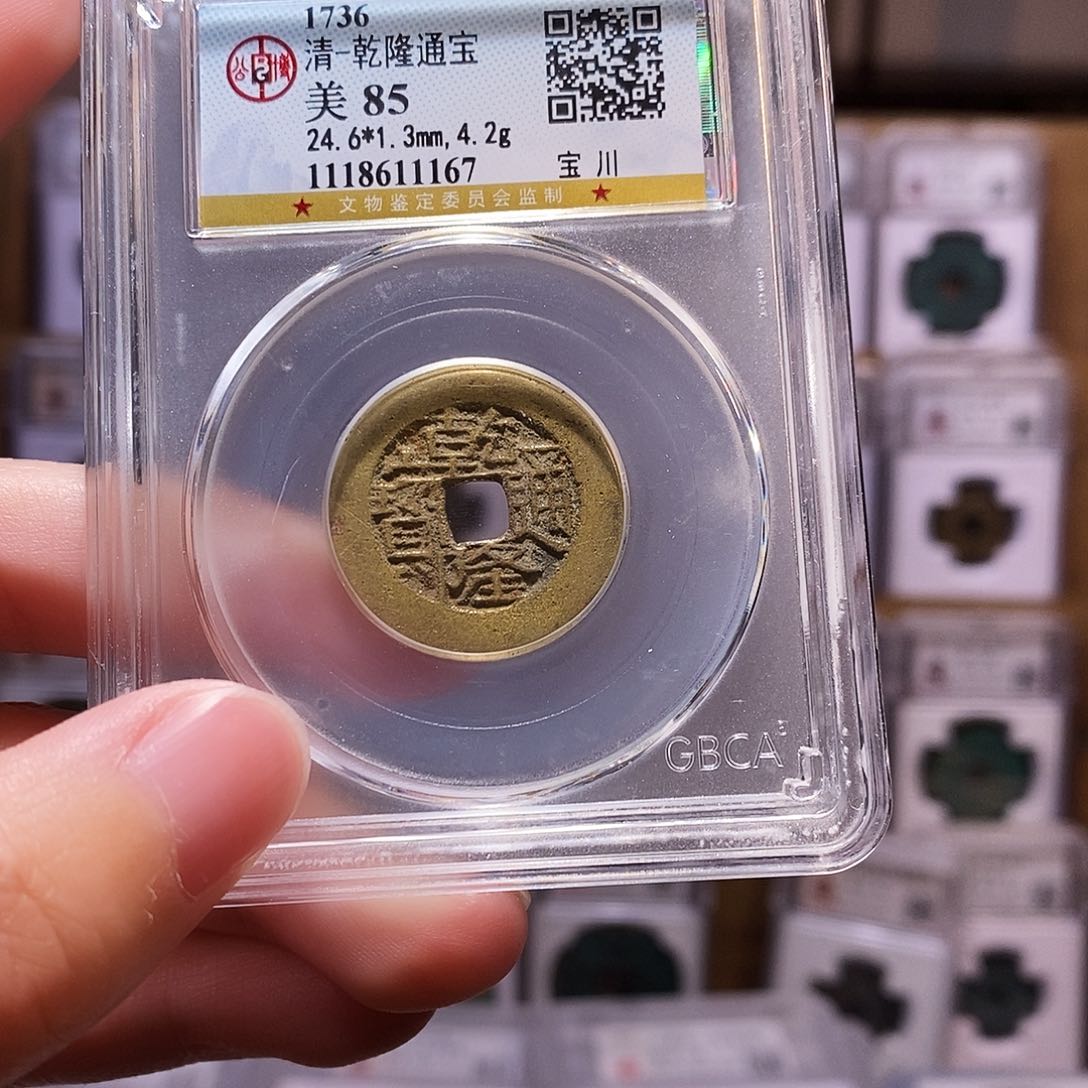 1736
清-乾隆通宝
美 85
24.6*1.3mm,4.2g
1118611167 宝 川
★ 文物鉴定委员会监制 ★
乾隆通寳
GBCA